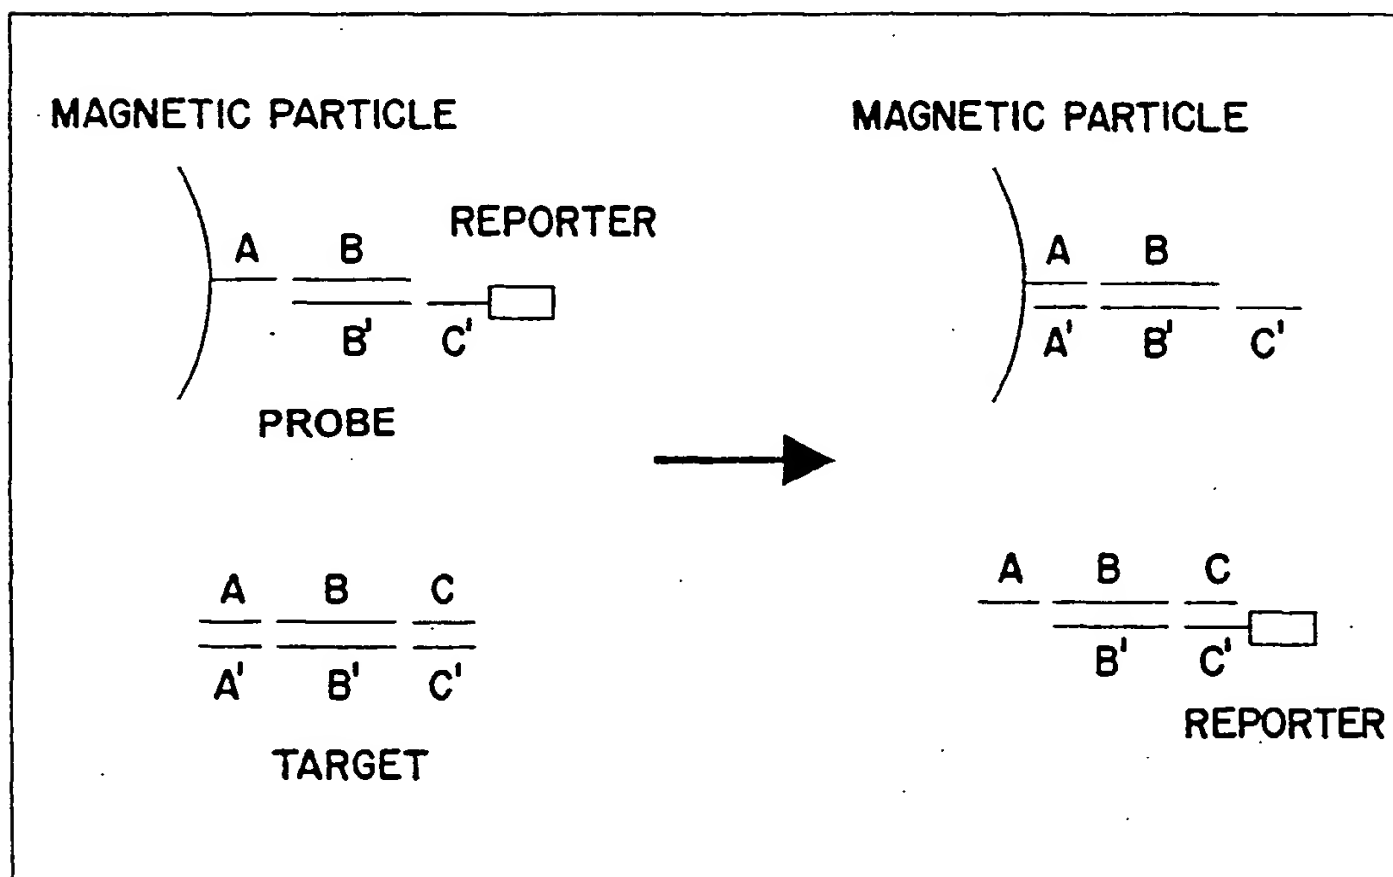 MAGNETIC PARTICLE
REPORTER
A B
B' C'
PROBE
A B C
A' B' C'
TARGET
MAGNETIC PARTICLE
A B
A' B' C'
A B C
B' C'
REPORTER